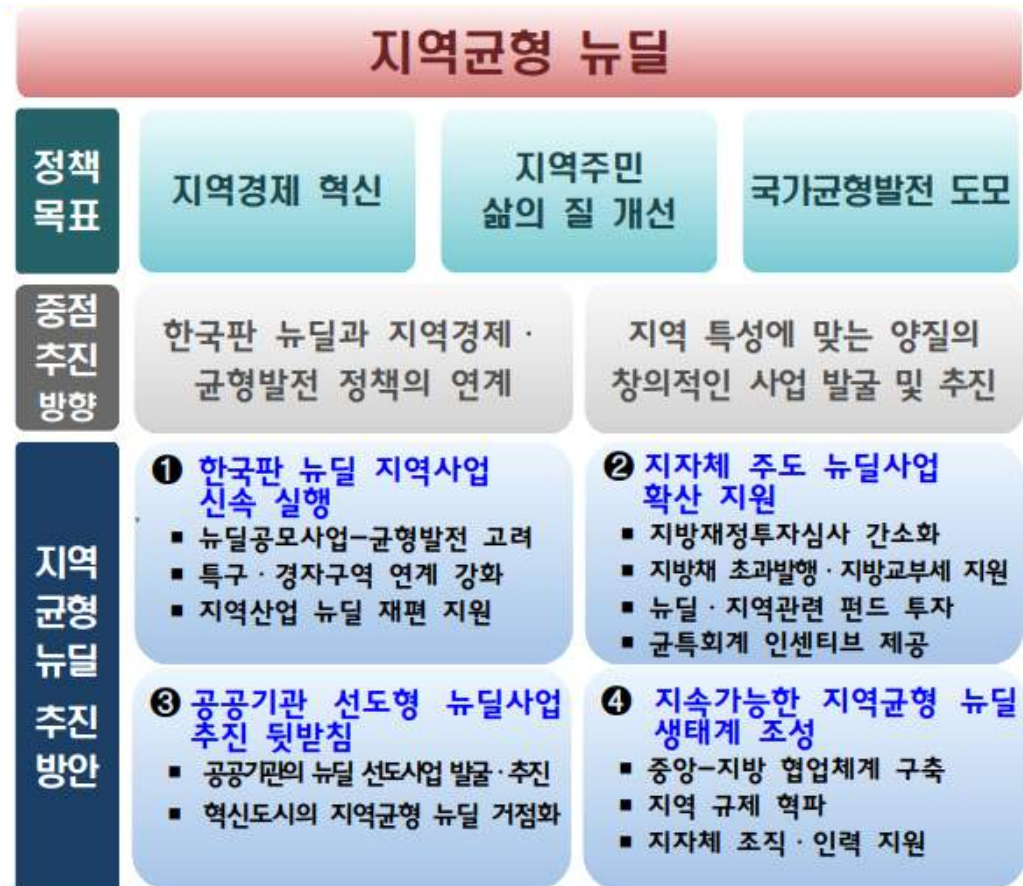 지역균형 뉴딜
정책
목표
지역경제 혁신
지역주민
삶의 질 개선
국가균형발전 도모
중점
추진
방향
한국판 뉴딜과 지역경제·
균형발전 정책의 연계
지역 특성에 맞는 양질의
창의적인 사업 발굴 및 추진
지역
균형
뉴딜
추진
방안
❶ 한국판 뉴딜 지역사업
신속 실행
▪ 뉴딜공모사업-균형발전 고려
▪ 특구·경자구역 연계 강화
▪ 지역산업 뉴딜 재편 지원
❷ 지자체 주도 뉴딜사업
확산 지원
▪ 지방재정투자심사 간소화
▪ 지방채 초과발행·지방교부세 지원
▪ 뉴딜·지역관련 펀드 투자
▪ 균특회계 인센티브 제공
❸ 공공기관 선도형 뉴딜사업
추진 뒷받침
▪ 공공기관의 뉴딜 선도사업 발굴·추진
▪ 혁신도시의 지역균형 뉴딜 거점화
❹ 지속가능한 지역균형 뉴딜
생태계 조성
▪ 중앙-지방 협업체계 구축
▪ 지역 규제 혁파
▪ 지자체 조직·인력 지원